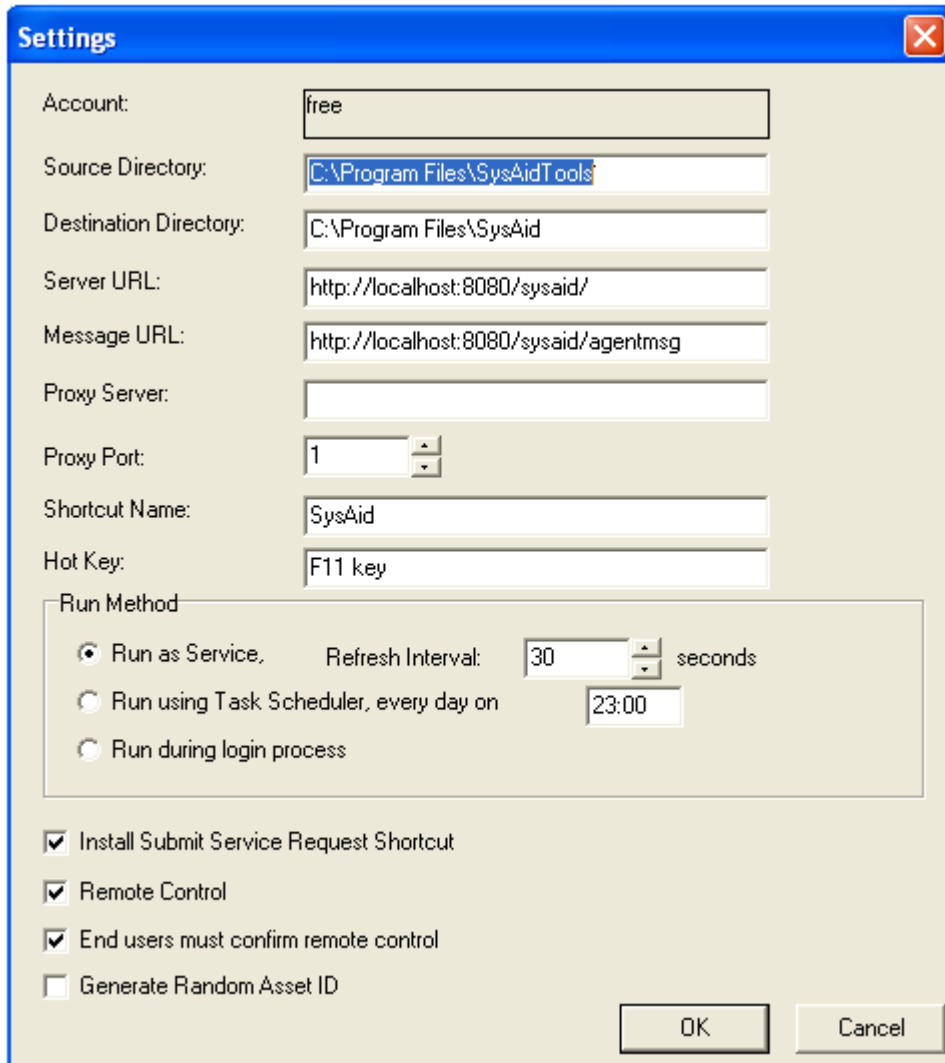 Settings
Account: free
Source Directory: C:\Program Files\SysAidTools
Destination Directory: C:\Program Files\SysAid
Server URL: http://localhost:8080/sysaid/
Message URL: http://localhost:8080/sysaid/agentmsg
Proxy Server:
Proxy Port: 1
Shortcut Name: SysAid
Hot Key: F11 key
Run Method
Run as Service, Refresh Interval: 30 seconds
Run using Task Scheduler, every day on 23:00
Run during login process
Install Submit Service Request Shortcut
Remote Control
End users must confirm remote control
Generate Random Asset ID
OK Cancel